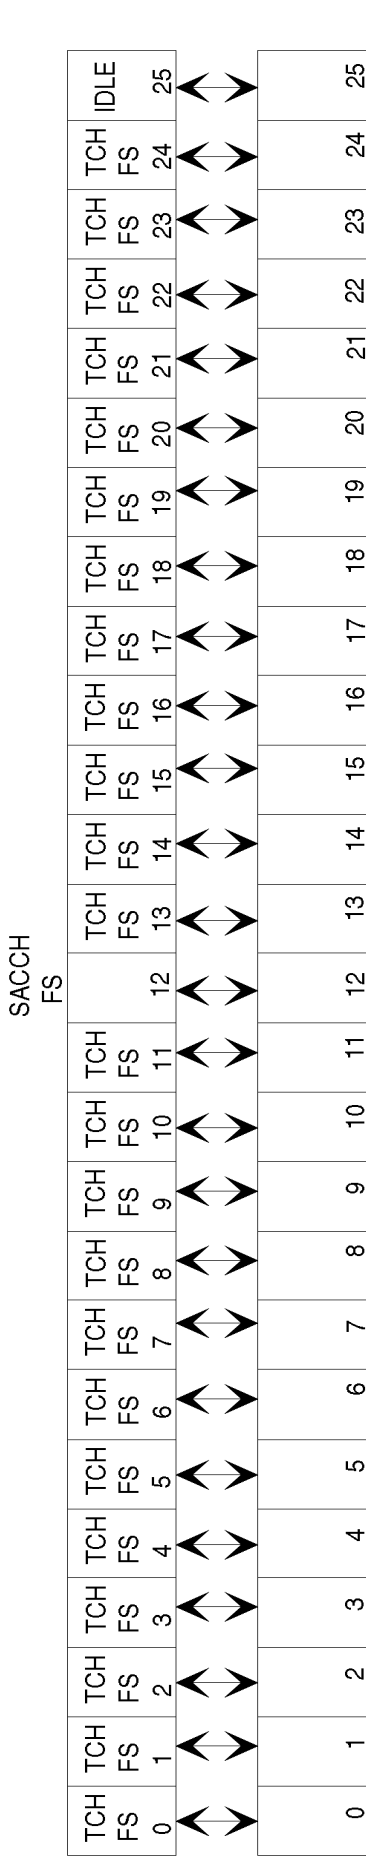 SACCH
FS
TCH
FS
0
TCH
FS
1
TCH
FS
2
TCH
FS
3
TCH
FS
4
TCH
FS
5
TCH
FS
6
TCH
FS
7
TCH
FS
8
TCH
FS
9
TCH
FS
10
TCH
FS
11
12
TCH
FS
13
TCH
FS
14
TCH
FS
15
TCH
FS
16
TCH
FS
17
TCH
FS
18
TCH
FS
19
TCH
FS
20
TCH
FS
21
TCH
FS
22
TCH
FS
23
TCH
FS
24
IDLE
25
0
1
2
3
4
5
6
7
8
9
10
11
12
13
14
15
16
17
18
19
20
21
22
23
24
25